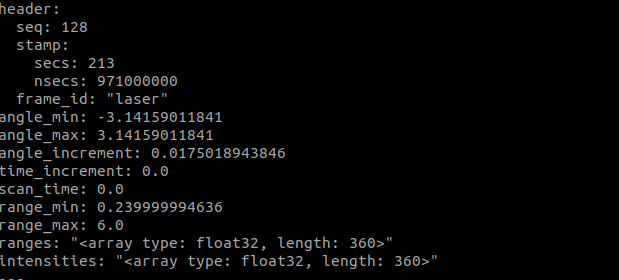 header:
  seq: 128
  stamp:
    secs: 213
    nsecs: 971000000
  frame_id: "laser"
angle_min: -3.14159011841
angle_max: 3.14159011841
angle_increment: 0.0175018943846
time_increment: 0.0
scan_time: 0.0
range_min: 0.239999994636
range_max: 6.0
ranges: "<array type: float32, length: 360>"
intensities: "<array type: float32, length: 360>"
---